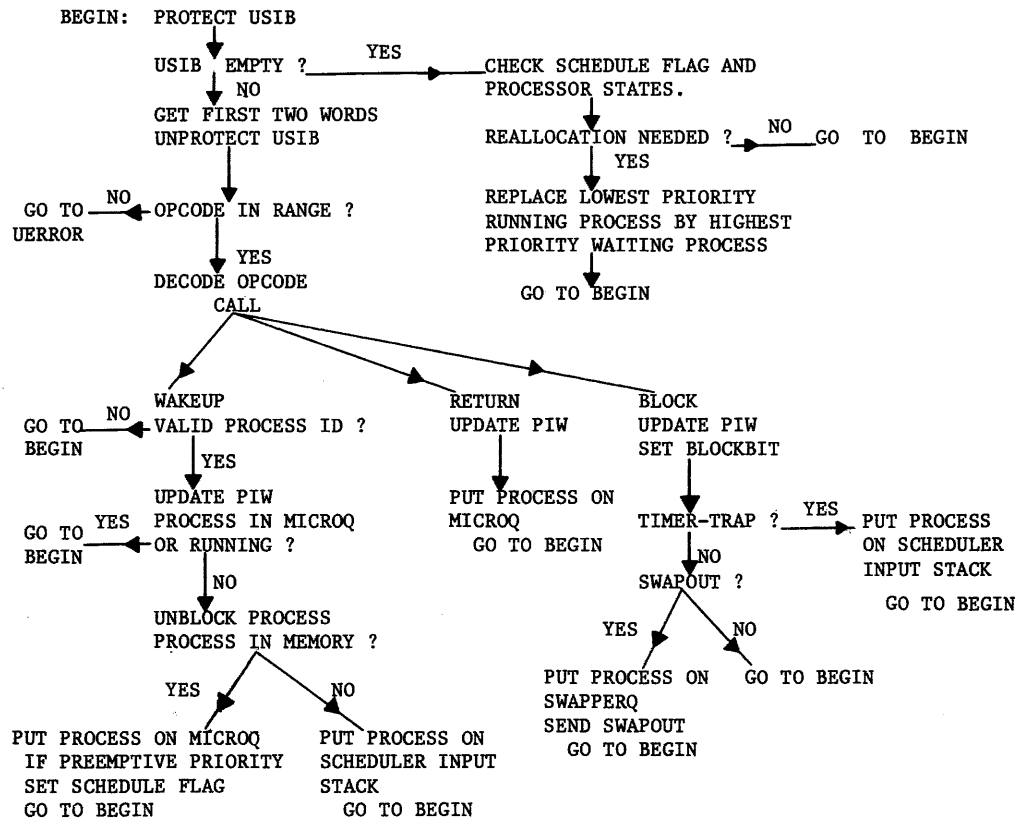 BEGIN: PROTECT USIB
USIB EMPTY ?
YES
CHECK SCHEDULE FLAG AND
PROCESSOR STATES.
NO
GET FIRST TWO WORDS
UNPROTECT USIB
REALLOCATION NEEDED ?
NO
GO TO BEGIN
YES
REPLACE LOWEST PRIORITY
RUNNING PROCESS BY HIGHEST
PRIORITY WAITING PROCESS
GO TO BEGIN
OPCODE IN RANGE ?
NO
GO TO
UERROR
YES
DECODE OPCODE
CALL
WAKEUP
VALID PROCESS ID ?
NO
GO TO
BEGIN
YES
UPDATE PIW
PROCESS IN MICROQ
OR RUNNING ?
YES
GO TO
BEGIN
NO
UNBLOCK PROCESS
PROCESS IN MEMORY ?
YES
PUT PROCESS ON MICROQ
IF PREEMPTIVE PRIORITY
SET SCHEDULE FLAG
GO TO BEGIN
NO
PUT PROCESS ON
SCHEDULER INPUT
STACK
GO TO BEGIN
RETURN
UPDATE PIW
PUT PROCESS ON
MICROQ
GO TO BEGIN
BLOCK
UPDATE PIW
SET BLOCKBIT
TIMER-TRAP ?
YES
PUT PROCESS
ON SCHEDULER
INPUT STACK
GO TO BEGIN
NO
SWAPOUT ?
YES
PUT PROCESS ON
SWAPPERQ
SEND SWAPOUT
GO TO BEGIN
NO
GO TO BEGIN